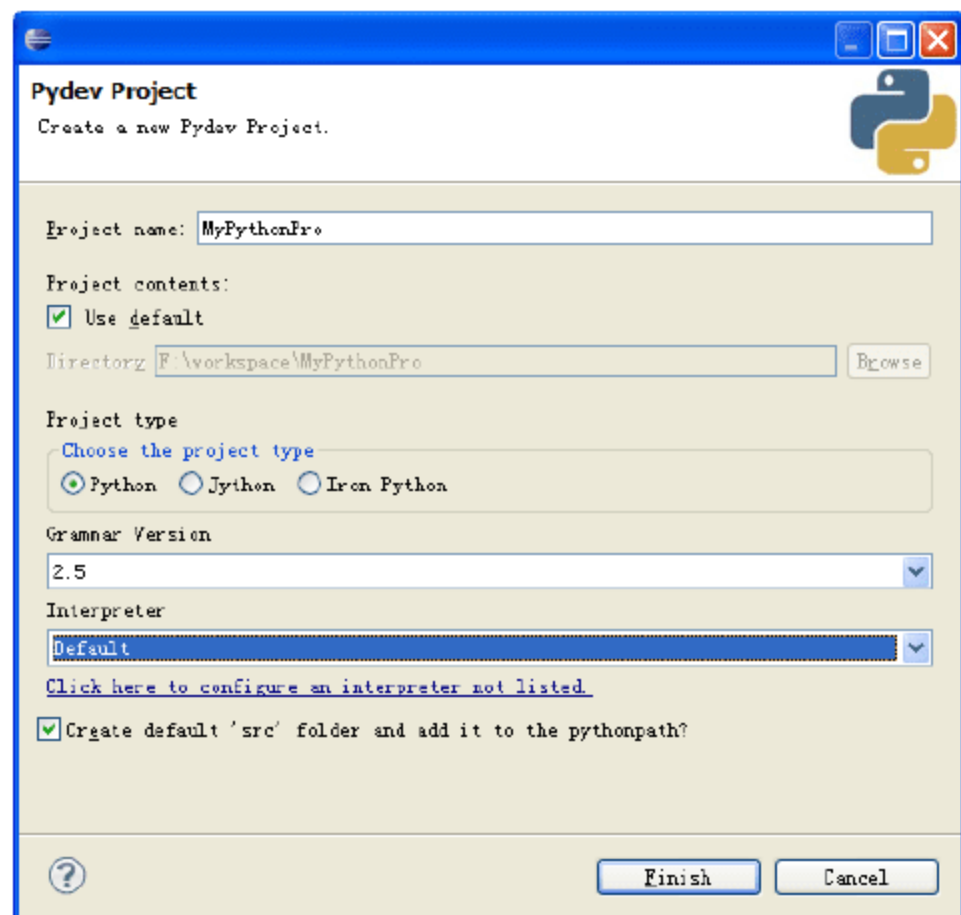 Pydev Project
Create a new Pydev Project.
Project name: MyPythonPro
Project contents:
Use default
Directory F:\workspace\MyPythonPro Browse
Project type
Choose the project type
Python Jython Iron Python
Grammar Version
2.5
Interpreter
Default
Click here to configure an interpreter not listed.
Create default 'src' folder and add it to the pythonpath?
? Finish Cancel